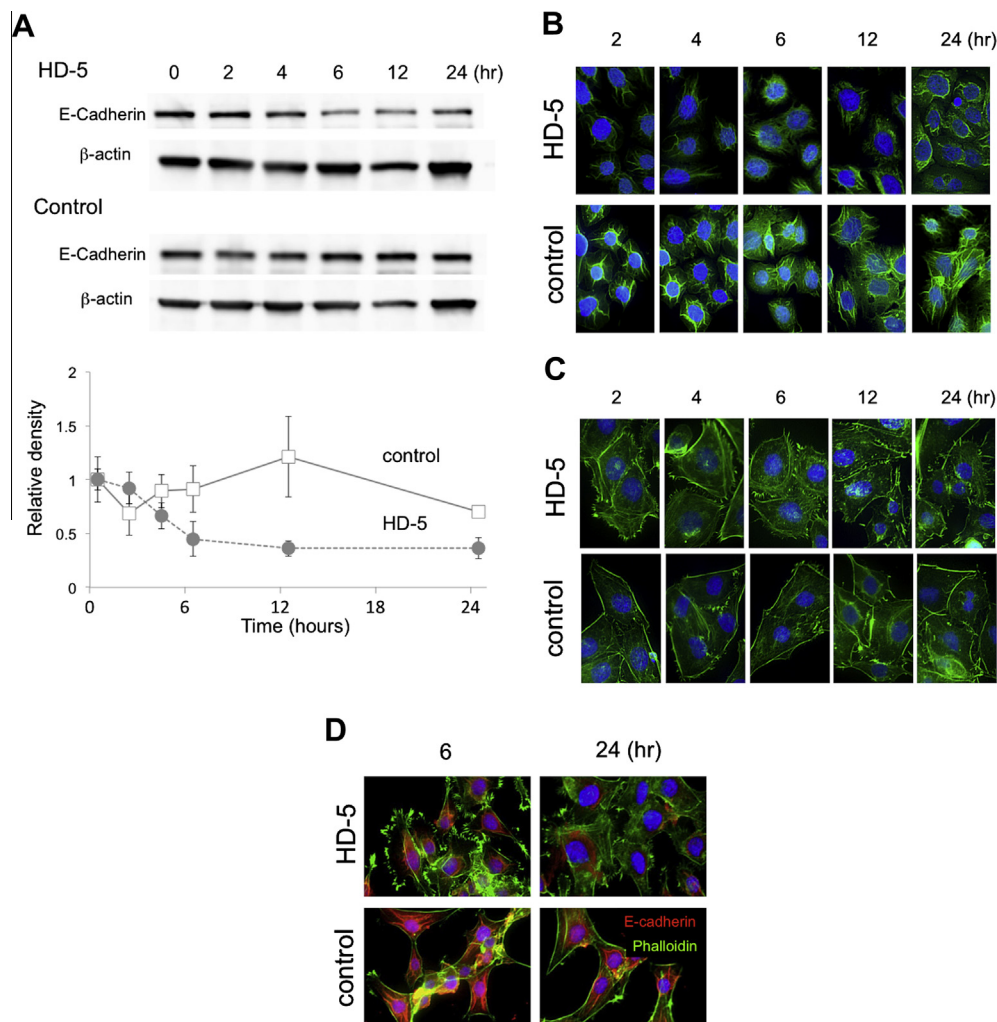 A
HD-5 0 2 4 6 12 24 (hr)
E-Cadherin
β-actin
Control
E-Cadherin
β-actin
2
1.5
1
0.5
0
Relative density
control
HD-5
0 6 12 18 24
Time (hours)
B
2 4 6 12 24 (hr)
HD-5
control
C
2 4 6 12 24 (hr)
HD-5
control
D
6 24 (hr)
HD-5
control
E-cadherin
Phalloidin